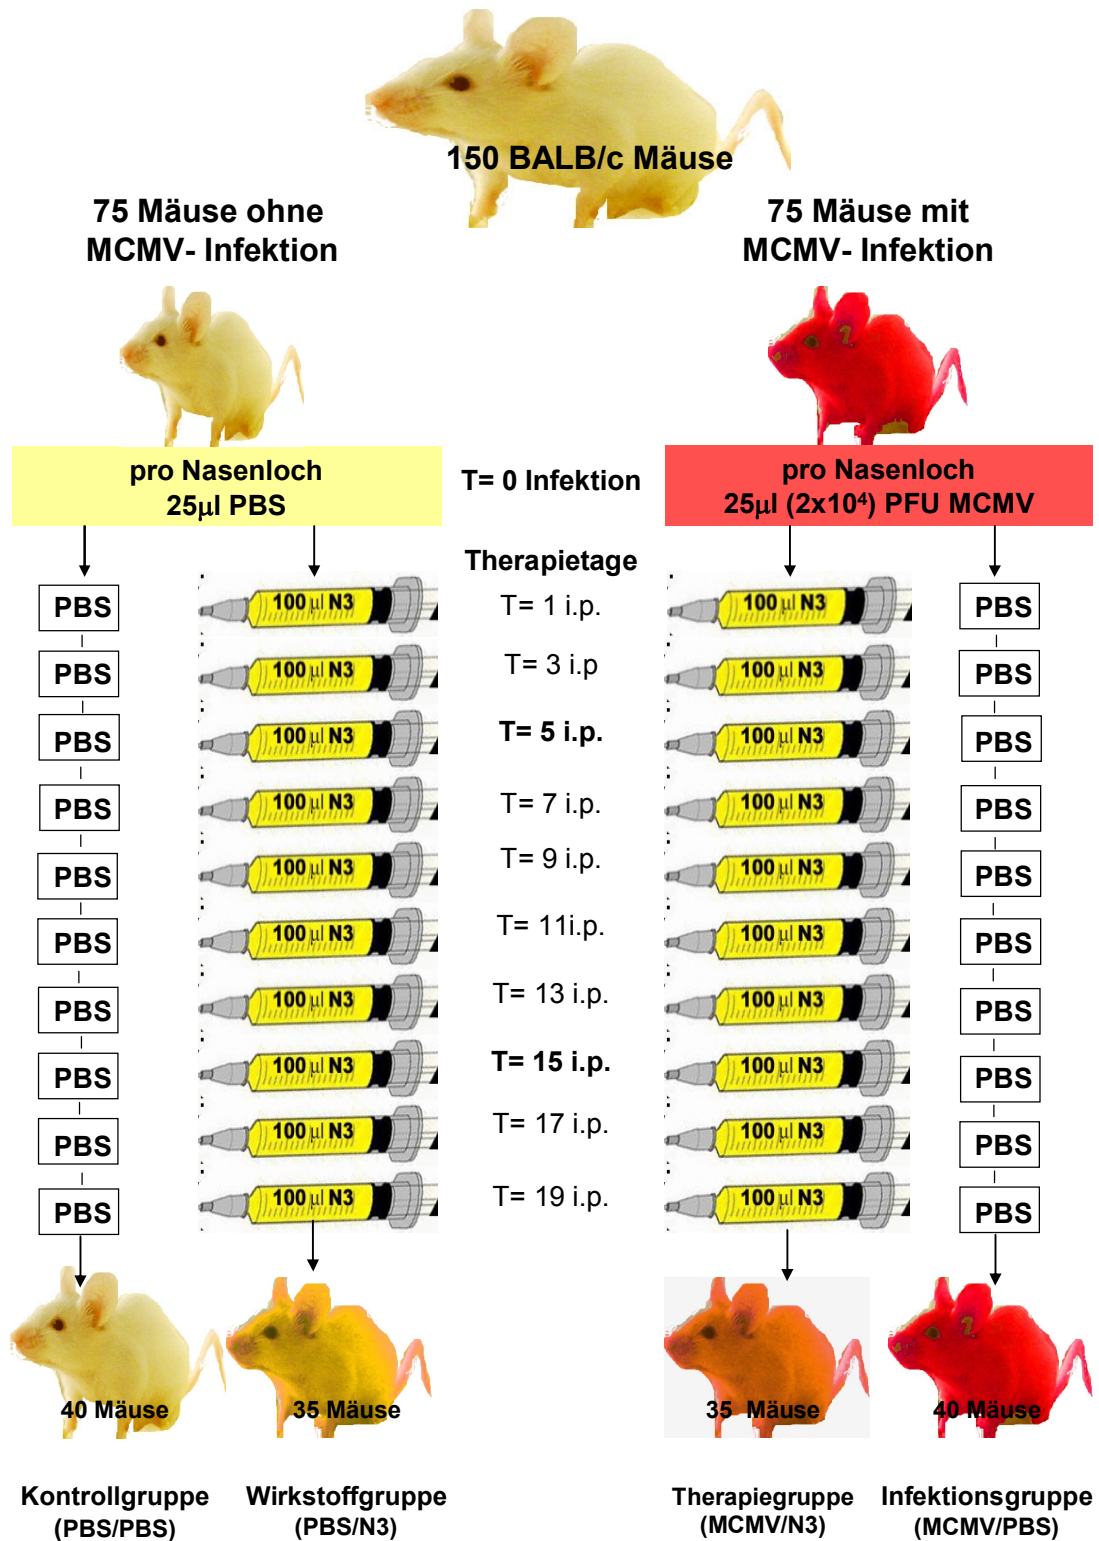 150 BALB/c Mäuse
75 Mäuse ohne
MCMV- Infektion
75 Mäuse mit
MCMV- Infektion
pro Nasenloch
25µl PBS
T= 0 Infektion
pro Nasenloch
25µl (2x10⁴) PFU MCMV
Therapietage
PBS
100 µl N3
T= 1 i.p.
100 µl N3
PBS
PBS
100 µl N3
T= 3 i.p
100 µl N3
PBS
PBS
100 µl N3
T= 5 i.p.
100 µl N3
PBS
PBS
100 µl N3
T= 7 i.p.
100 µl N3
PBS
PBS
100 µl N3
T= 9 i.p.
100 µl N3
PBS
PBS
100 µl N3
T= 11i.p.
100 µl N3
PBS
PBS
100 µl N3
T= 13 i.p.
100 µl N3
PBS
PBS
100 µl N3
T= 15 i.p.
100 µl N3
PBS
PBS
100 µl N3
T= 17 i.p.
100 µl N3
PBS
PBS
100 µl N3
T= 19 i.p.
100 µl N3
PBS
40 Mäuse
35 Mäuse
35 Mäuse
40 Mäuse
Kontrollgruppe
(PBS/PBS)
Wirkstoffgruppe
(PBS/N3)
Therapiegruppe
(MCMV/N3)
Infektionsgruppe
(MCMV/PBS)